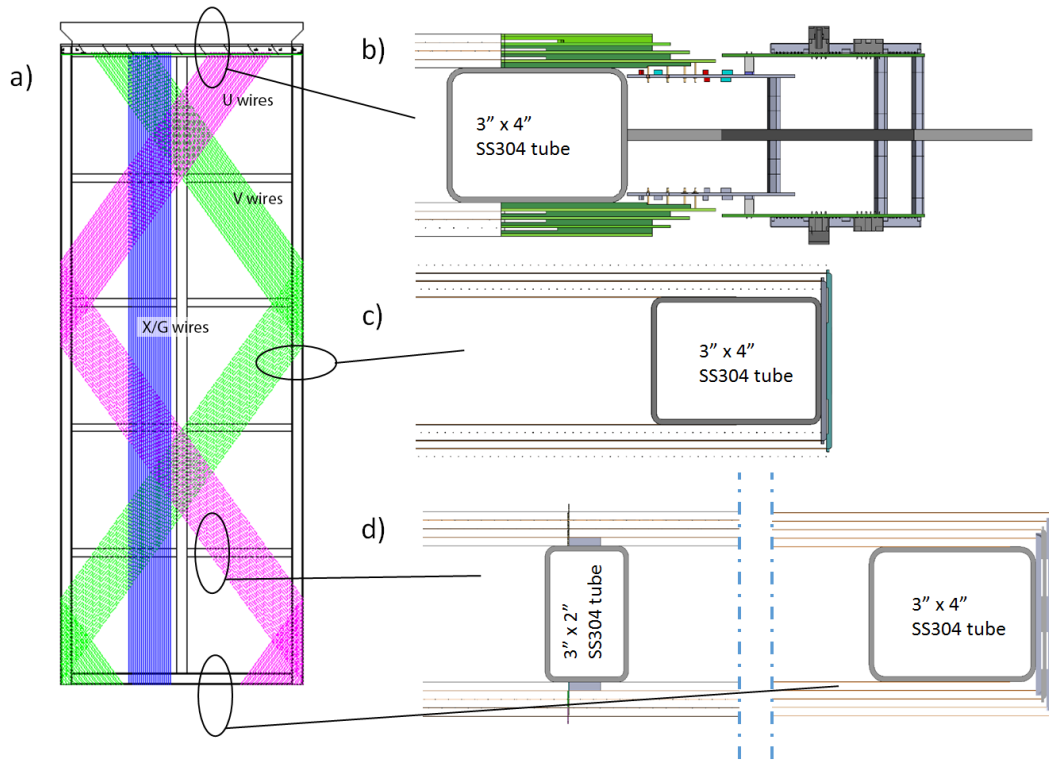 a)
U wires
V wires
X/G wires
b)
3” x 4”
SS304 tube
c)
3” x 4”
SS304 tube
d)
3” x 2”
SS304 tube
3” x 4”
SS304 tube